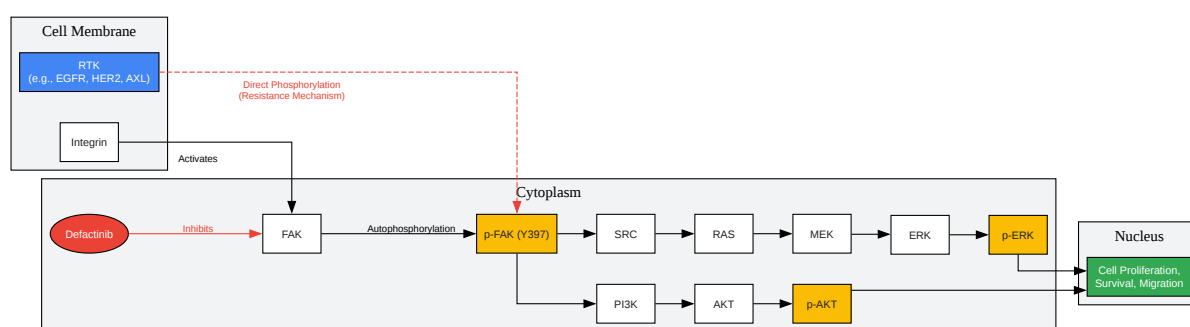 Cell Membrane
RTK
(e.g., EGFR, HER2, AXL)
Direct Phosphorylation
(Resistance Mechanism)
Integrin
Activates
Cytoplasm
Defactinib
Inhibits
FAK
Autophosphorylation
p-FAK (Y397)
SRC
RAS
MEK
ERK
p-ERK
Nucleus
Cell Proliferation,
Survival, Migration
PI3K
AKT
p-AKT